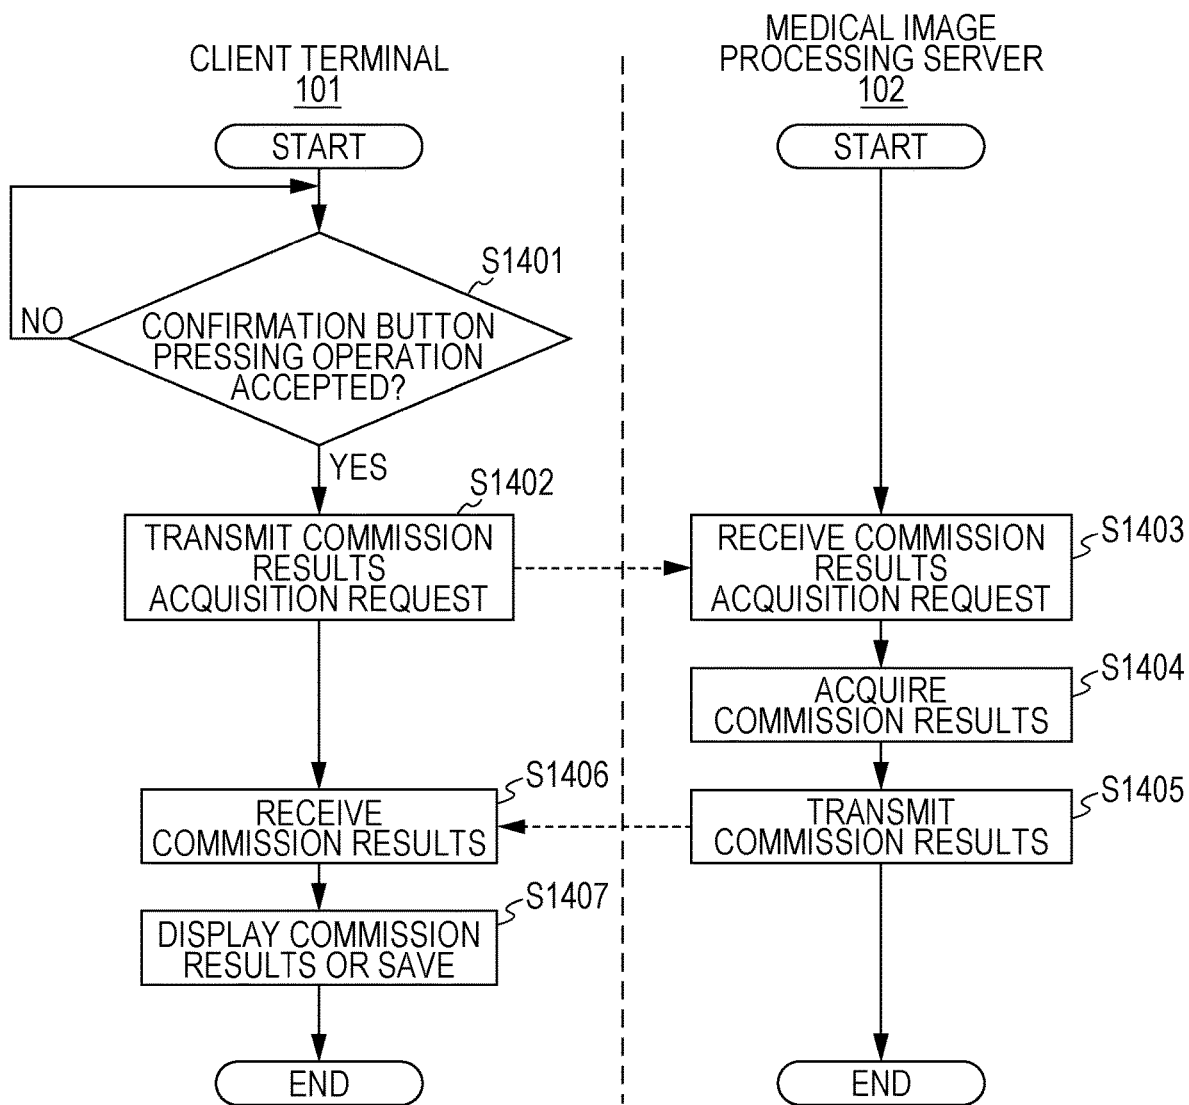 CLIENT TERMINAL
101
START
S1401
NO
CONFIRMATION BUTTON
PRESSING OPERATION
ACCEPTED?
YES
S1402
TRANSMIT COMMISSION
RESULTS
ACQUISITION REQUEST
S1406
RECEIVE
COMMISSION RESULTS
S1407
DISPLAY COMMISSION
RESULTS OR SAVE
END
MEDICAL IMAGE
PROCESSING SERVER
102
START
S1403
RECEIVE COMMISSION
RESULTS
ACQUISITION REQUEST
S1404
ACQUIRE
COMMISSION RESULTS
S1405
TRANSMIT
COMMISSION RESULTS
END